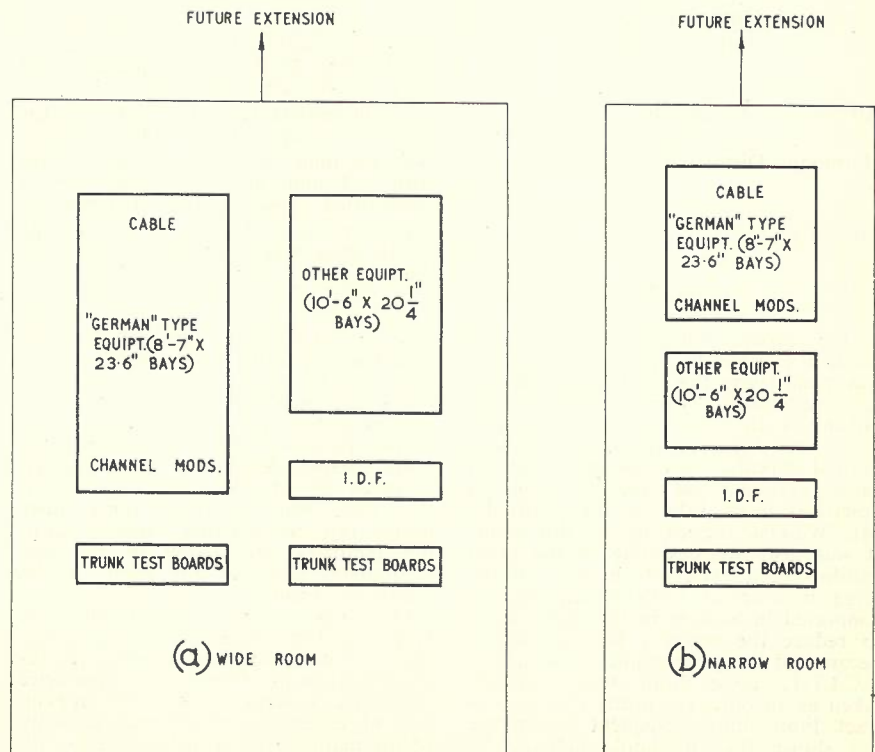 FUTURE EXTENSION
CABLE
"GERMAN" TYPE
EQUIPT.(8'-7"X
23·6" BAYS)
CHANNEL MODS.
OTHER EQUIPT.
(10'-6" X 20 1/4"
BAYS)
I.D.F.
TRUNK TEST BOARDS
TRUNK TEST BOARDS
(a) WIDE ROOM
FUTURE EXTENSION
CABLE
"GERMAN" TYPE
EQUIPT. (8"-7"X
23·6" BAYS)
CHANNEL MODS.
OTHER EQUIPT.
(10'-6" X 20 1/4"
BAYS)
I.D.F.
TRUNK TEST BOARDS
(b) NARROW ROOM